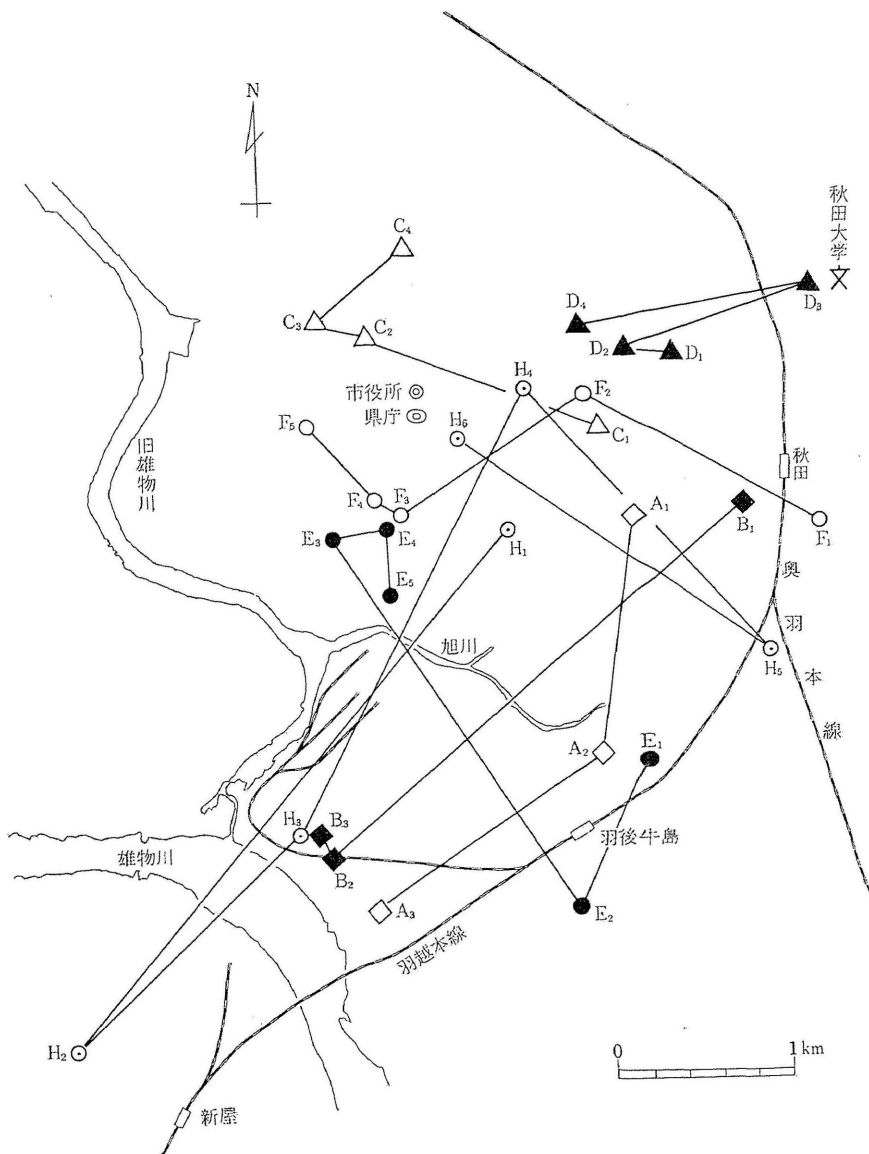 N
秋田大学
C₄
D₃
D₄
C₃
C₂
D₂
D₁
H₄
F₂
市役所
県庁
F₅
H₆
C₁
旧雄物川
秋田
F₄
F₃
A₁
B₁
F₁
E₃
E₄
H₁
E₅
奥羽本線
旭川
H₅
A₂
E₁
H₃
B₃
羽後牛島
雄物川
B₂
A₃
E₂
羽越本線
0
1 km
H₂
新屋